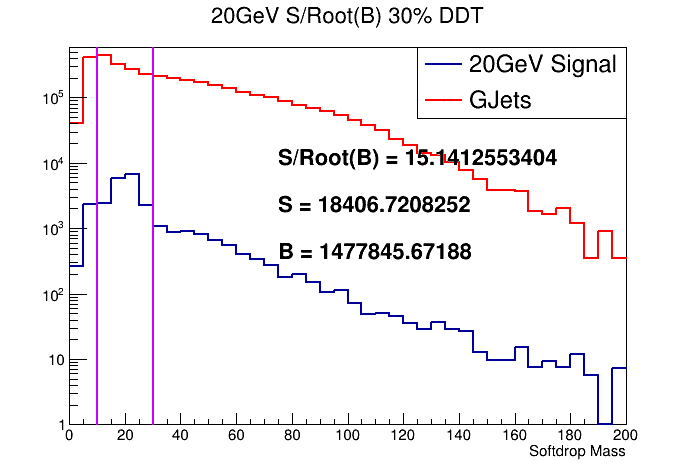 20GeV S/Root(B) 30% DDT
20GeV Signal
GJets
S/Root(B) = 15.1412553404
S = 18406.7208252
B = 1477845.67188
10^5
10^4
10^3
10^2
10
1
0 20 40 60 80 100 120 140 160 180 200
Softdrop Mass